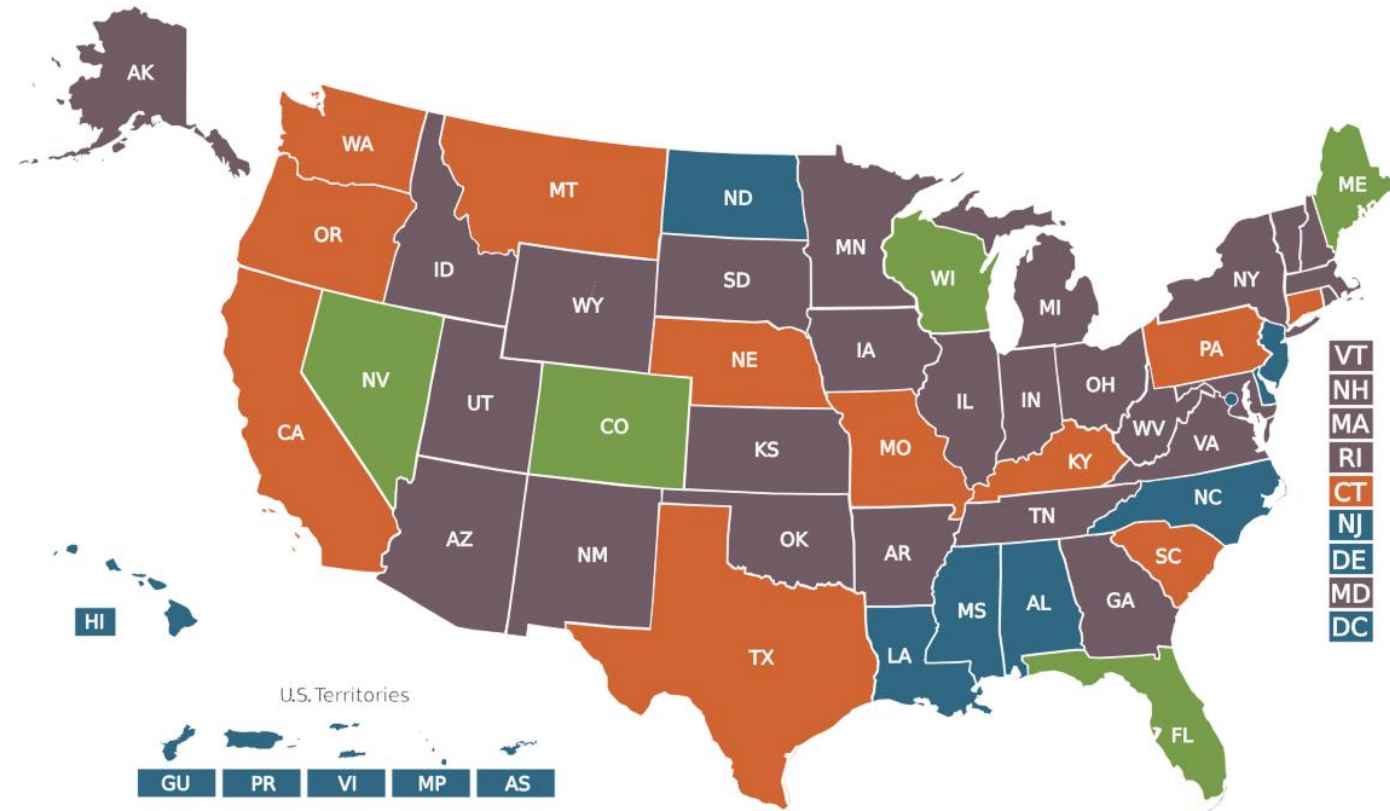 AK
WA
MT
ND
MN
ME
OR
ID
WY
SD
WI
MI
NY
NV
UT
CO
NE
IA
IL
IN
OH
PA
CA
KS
MO
KY
WV
VA
AZ
NM
OK
AR
TN
NC
SC
TX
LA
MS
AL
GA
FL
HI
VT
NH
MA
RI
CT
NJ
DE
MD
DC
U.S. Territories
GU
PR
VI
MP
AS